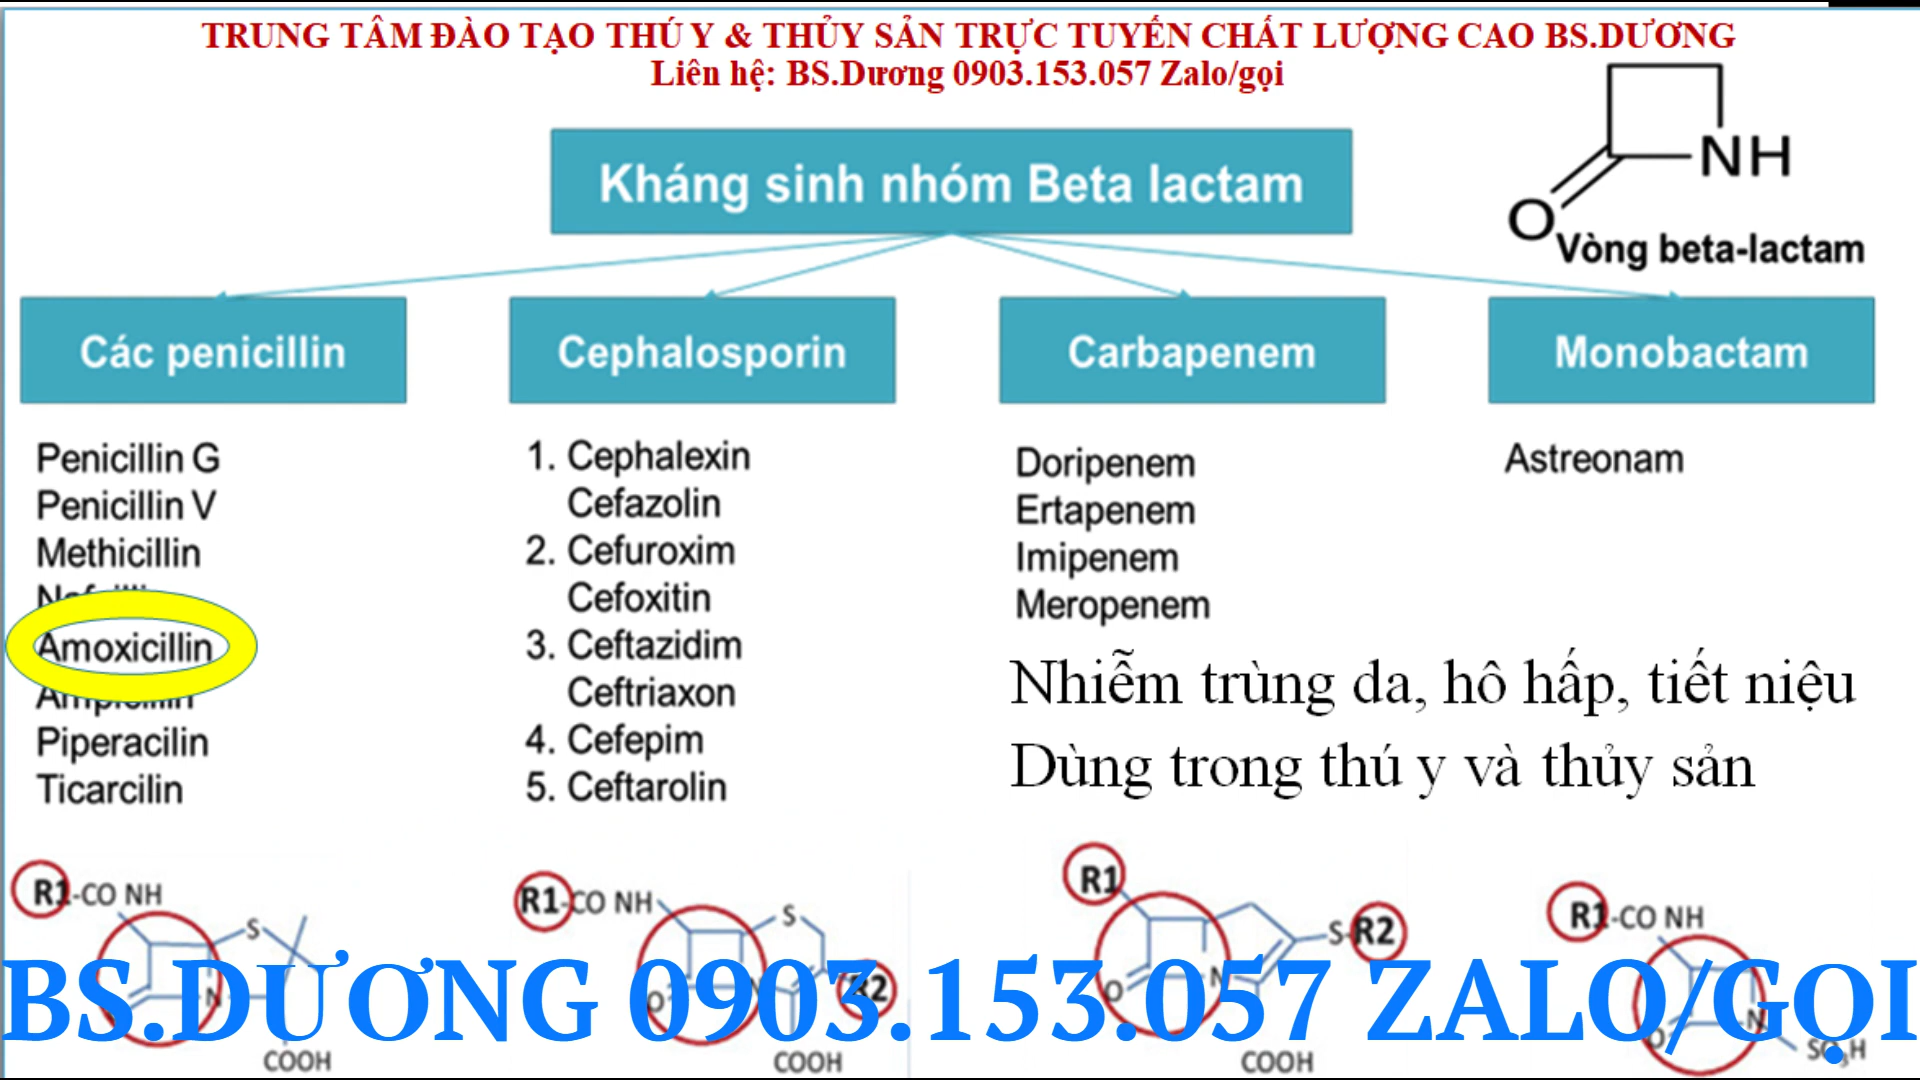 TRUNG TÂM ĐÀO TẠO THÚ Y & THỦY SẢN TRỰC TUYẾN CHẤT LƯỢNG CAO BS.DƯƠNG
Liên hệ: BS.Dương 0903.153.057 Zalo/gọi
Kháng sinh nhóm Beta lactam
NH
O
Vòng beta-lactam
Các penicillin
Cephalosporin
Carbapenem
Monobactam
Penicillin G
Penicillin V
Methicillin
Amoxicillin
Ampicillin
Piperacilin
Ticarcilin
1. Cephalexin
Cefazolin
2. Cefuroxim
Cefoxitin
3. Ceftazidim
Ceftriaxon
4. Cefepim
5. Ceftarolin
Doripenem
Ertapenem
Imipenem
Meropenem
Astreonam
Nhiễm trùng da, hô hấp, tiết niệu
Dùng trong thú y và thủy sản
R1-CO NH
S
N
COOH
R1-CO NH
S
O
R2
COOH
R1
S-R2
O
N
COOH
R1-CO NH
O
N
SO3H
BS.DƯƠNG 0903.153.057 ZALO/GỌI